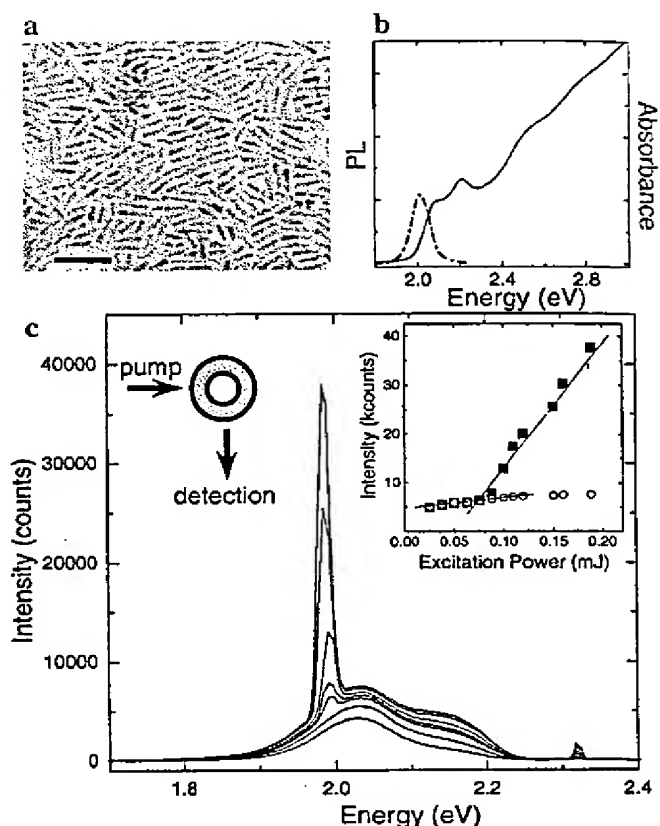 a
b
PL
Absorbance
2.0 2.4 2.8
Energy (eV)
c
pump
detection
40000
30000
20000
10000
0
Intensity (counts)
1.8 2.0 2.2 2.4
Energy (eV)
40
30
20
10
0
Intensity (kcounts)
0.00 0.05 0.10 0.15 0.20
Excitation Power (mJ)